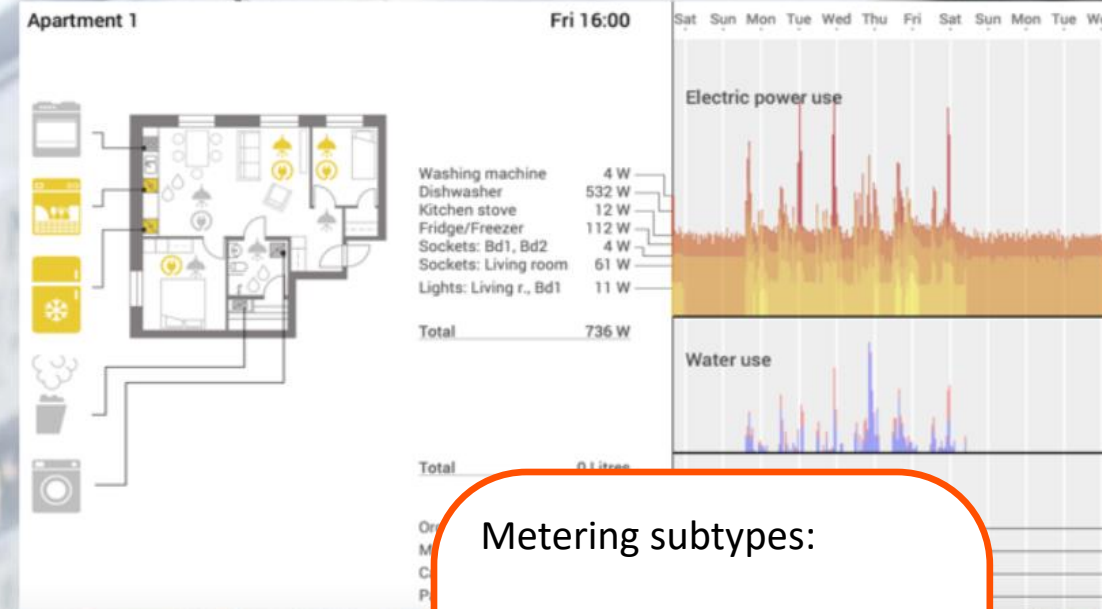 Apartment 1
Fri 16:00
Sat Sun Mon Tue Wed Thu Fri Sat Sun Mon Tue
Electric power use
Washing machine 4 W
Dishwasher 532 W
Kitchen stove 12 W
Fridge/Freezer 112 W
Sockets: Bd1, Bd2 4 W
Sockets: Living room 61 W
Lights: Living r., Bd1 11 W
Total 736 W
Water use
Total 0 Litres
Metering subtypes: